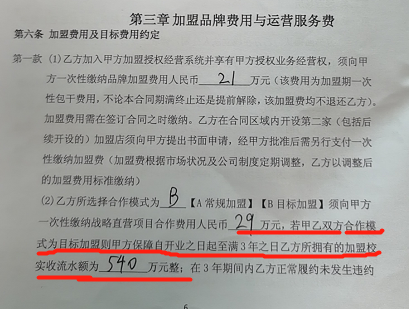 第三章 加盟品牌费用与运营服务费
第六条 加盟费用及目标费用约定
第一款 (1)乙方加入甲方加盟授权经营系统并享有甲方授权业务经营权，须向甲
方一次性缴纳品牌加盟费用人民币 21 万元（该费用为加盟期一次
性包干费用，不论本合同期满终止还是提前解除，该加盟费均不退还乙方）。
加盟费用需在签订合同之时缴纳。乙方在合同区域内开设第二家（包括后
续开设的）加盟店须向甲方提出书面申请，经甲方批准后需另行支付一次
性缴纳加盟费（加盟费根据市场状况及公司制度定期调整，乙方以调整后
的加盟费用标准缴纳）
(2)乙方所选择合作模式为 B 【A 常规加盟】【B 目标加盟】须向甲方
一次性缴纳战略直营项目合作费用人民币 29 万元，若甲乙双方合作模
式为目标加盟则甲方保障自开业之日起至满 3 年之日乙方所拥有的加盟校
实收流水额为 540 万元整；在 3 年期间内乙方正常履约未发生违约
6